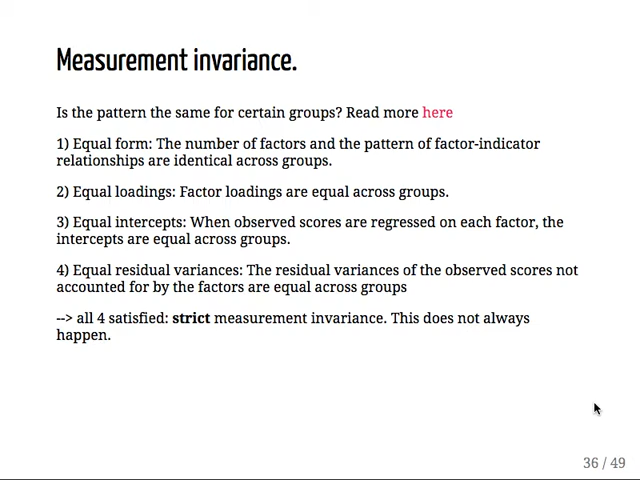 Measurement invariance.
Is the pattern the same for certain groups? Read more here
1) Equal form: The number of factors and the pattern of factor-indicator
relationships are identical across groups.
2) Equal loadings: Factor loadings are equal across groups.
3) Equal intercepts: When observed scores are regressed on each factor, the
intercepts are equal across groups.
4) Equal residual variances: The residual variances of the observed scores not
accounted for by the factors are equal across groups
--> all 4 satisfied: strict measurement invariance. This does not always
happen.
36 / 49